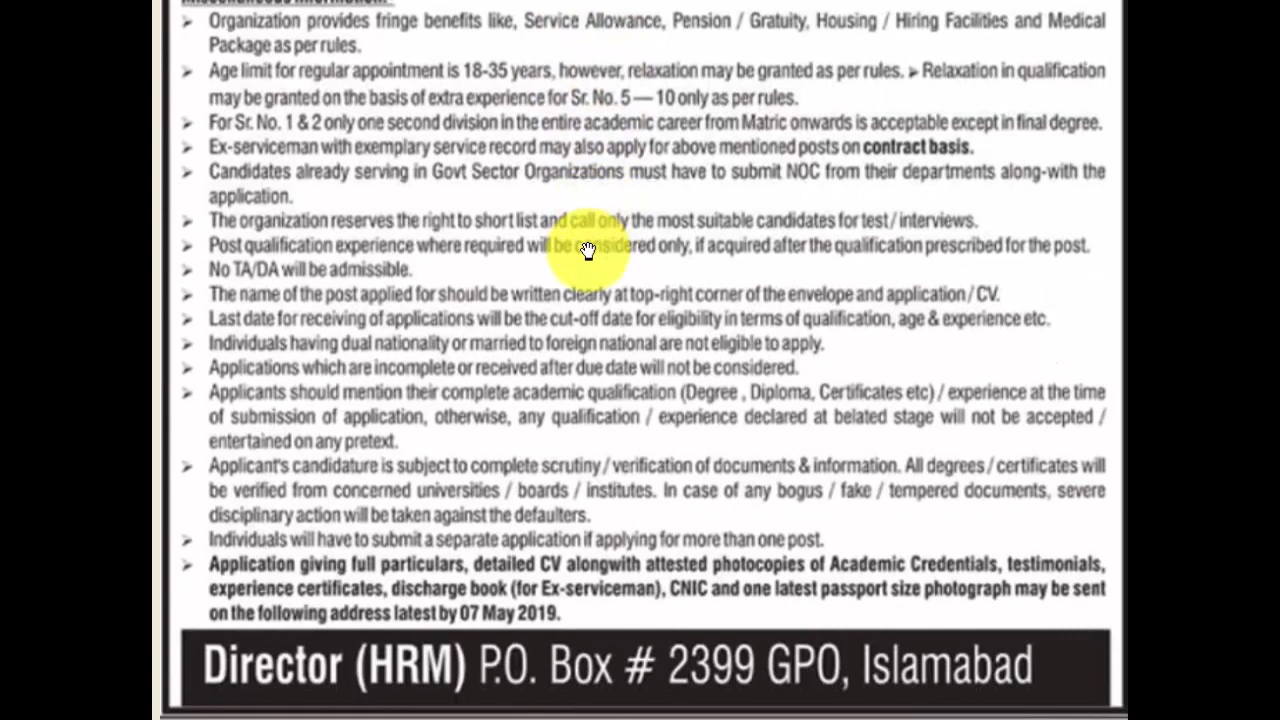 Miscellaneous Information:-
➢ Organization provides fringe benefits like, Service Allowance, Pension / Gratuity, Housing / Hiring Facilities and Medical
Package as per rules.
➢ Age limit for regular appointment is 18-35 years, however, relaxation may be granted as per rules. ➢ Relaxation in qualification
may be granted on the basis of extra experience for Sr. No. 5 — 10 only as per rules.
➢ For Sr. No. 1 & 2 only one second division in the entire academic career from Matric onwards is acceptable except in final degree.
➢ Ex-serviceman with exemplary service record may also apply for above mentioned posts on contract basis.
➢ Candidates already serving in Govt Sector Organizations must have to submit NOC from their departments along-with the
application.
➢ The organization reserves the right to short list and call only the most suitable candidates for test / interviews.
➢ Post qualification experience where required will be considered only, if acquired after the qualification prescribed for the post.
➢ No TA/DA will be admissible.
➢ The name of the post applied for should be written clearly at top-right corner of the envelope and application / CV.
➢ Last date for receiving of applications will be the cut-off date for eligibility in terms of qualification, age & experience etc.
➢ Individuals having dual nationality or married to foreign national are not eligible to apply.
➢ Applications which are incomplete or received after due date will not be considered.
➢ Applicants should mention their complete academic qualification (Degree , Diploma, Certificates etc) / experience at the time
of submission of application, otherwise, any qualification / experience declared at belated stage will not be accepted /
entertained on any pretext.
➢ Applicant's candidature is subject to complete scrutiny / verification of documents & information. All degrees / certificates will
be verified from concerned universities / boards / institutes. In case of any bogus / fake / tempered documents, severe
disciplinary action will be taken against the defaulters.
➢ Individuals will have to submit a separate application if applying for more than one post.
➢ Application giving full particulars, detailed CV alongwith attested photocopies of Academic Credentials, testimonials,
experience certificates, discharge book (for Ex-serviceman), CNIC and one latest passport size photograph may be sent
on the following address latest by 07 May 2019.
Director (HRM) P.O. Box # 2399 GPO, Islamabad